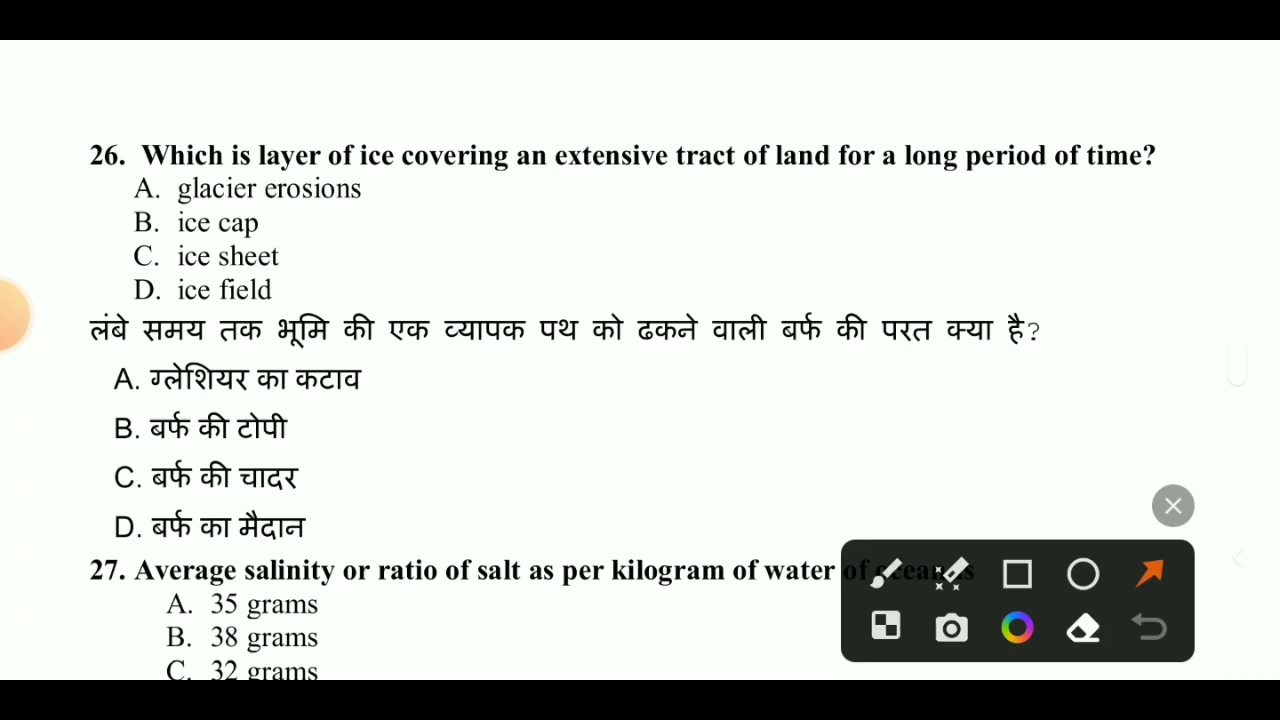 26. Which is layer of ice covering an extensive tract of land for a long period of time?
A. glacier erosions
B. ice cap
C. ice sheet
D. ice field
लंबे समय तक भूमि की एक व्यापक पथ को ढकने वाली बर्फ की परत क्या है?
A. ग्लेशियर का कटाव
B. बर्फ की टोपी
C. बर्फ की चादर
D. बर्फ का मैदान
27. Average salinity or ratio of salt as per kilogram of water of
A. 35 grams
B. 38 grams
C. 32 grams